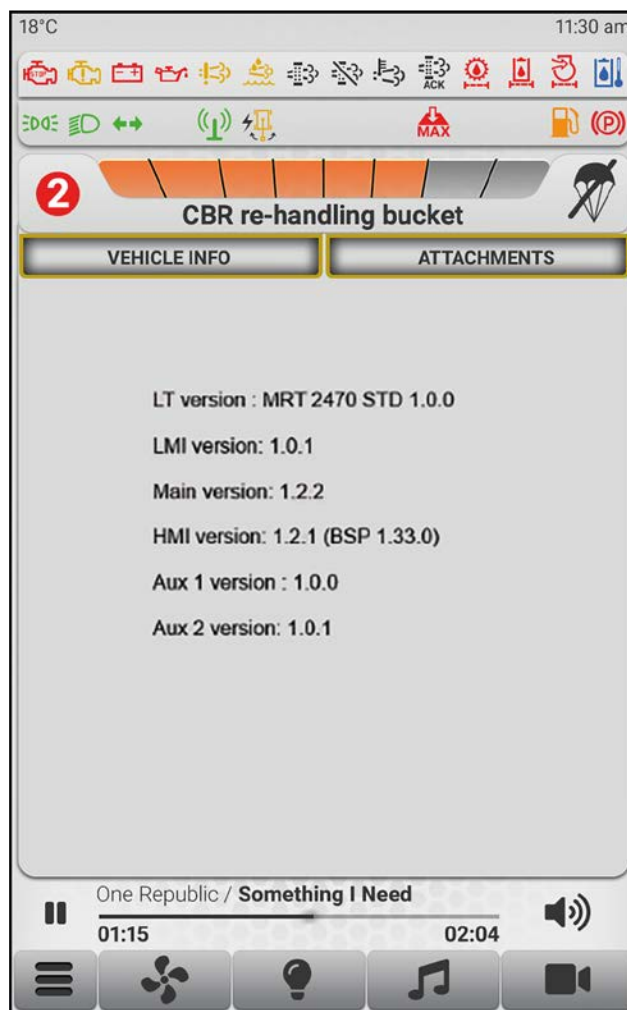 18°C 11:30 am
STOP
ACK
MAX
P
2
CBR re-handling bucket
VEHICLE INFO ATTACHMENTS
LT version : MRT 2470 STD 1.0.0
LMI version: 1.0.1
Main version: 1.2.2
HMI version: 1.2.1 (BSP 1.33.0)
Aux 1 version : 1.0.0
Aux 2 version: 1.0.1
One Republic / Something I Need
01:15 02:04